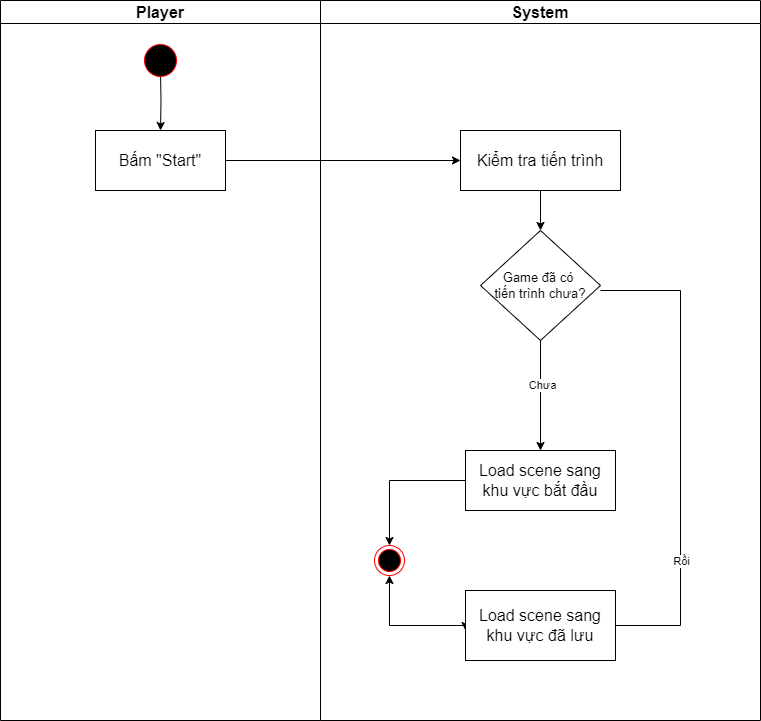 Player
System
Bấm "Start"
Kiểm tra tiến trình
Game đã có
tiến trình chưa?
Chưa
Load scene sang
khu vực bắt đầu
Rồi
Load scene sang
khu vực đã lưu